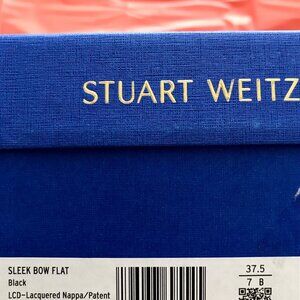 STUART WEITZ
SLEEK BOW FLAT
Black
LCD-Lacquered Nappa/Patent
37.5
7 B